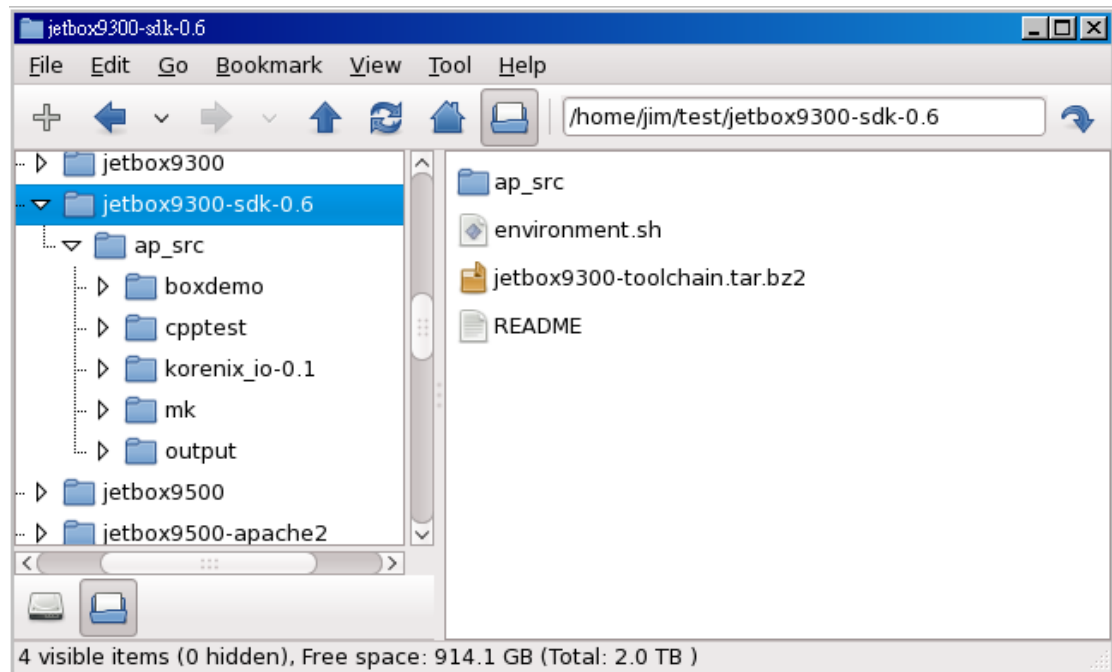 jetbox9300-sdk-0.6
File Edit Go Bookmark View Tool Help
/home/jim/test/jetbox9300-sdk-0.6
jetbox9300
jetbox9300-sdk-0.6
ap_src
boxdemo
cpptest
korenix_io-0.1
mk
output
jetbox9500
jetbox9500-apache2
ap_src
environment.sh
jetbox9300-toolchain.tar.bz2
README
4 visible items (0 hidden), Free space: 914.1 GB (Total: 2.0 TB )